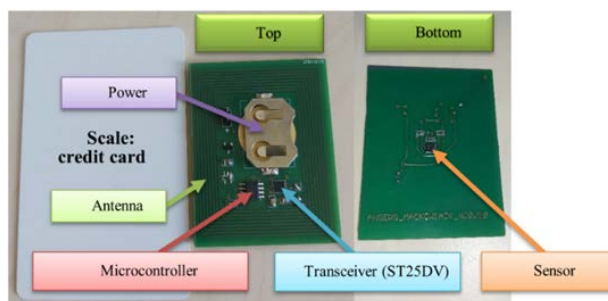 Top
Bottom
Power
Scale:
credit card
Antenna
Microcontroller
Transceiver (ST25DV)
Sensor